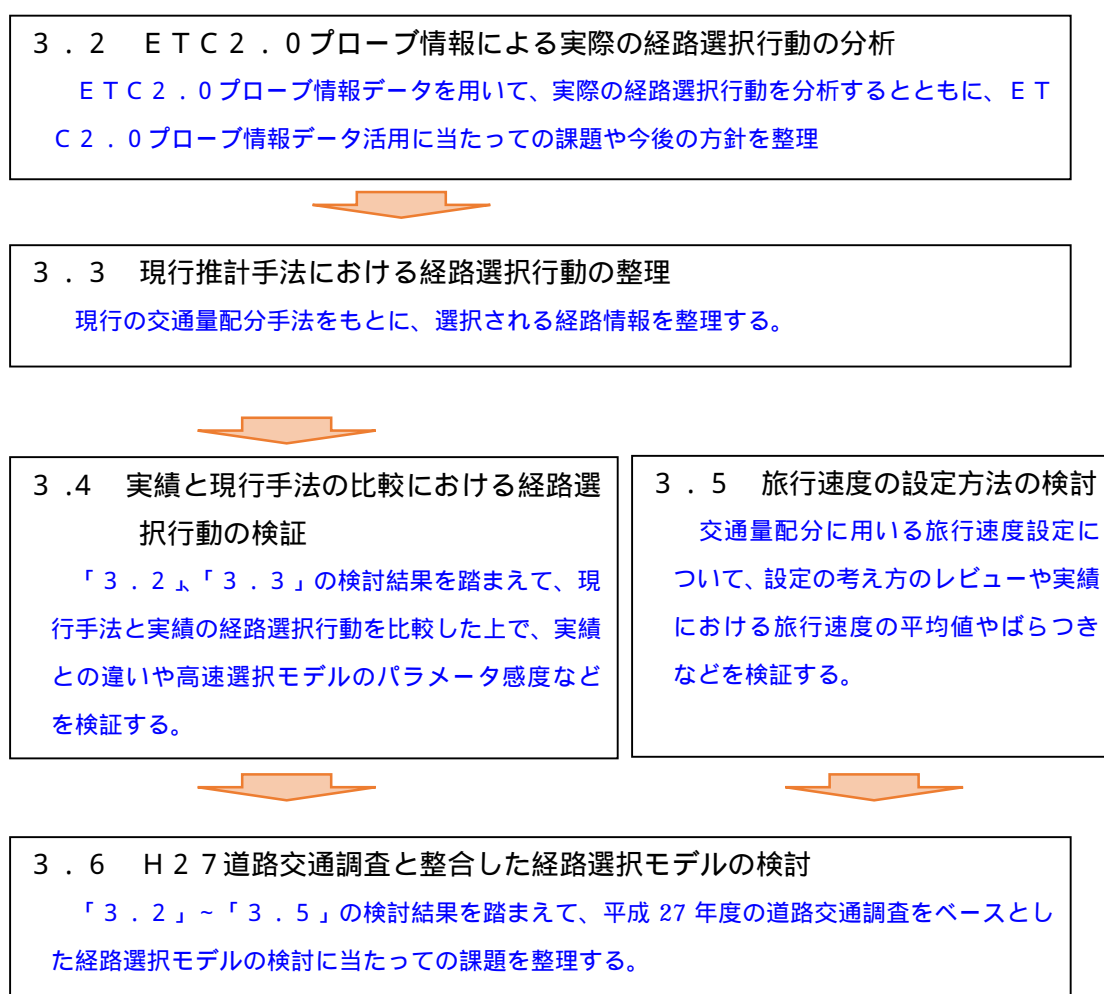 3.2 ETC2.0プローブ情報による実際の経路選択行動の分析
ETC2.0プローブ情報データを用いて、実際の経路選択行動を分析するとともに、ET
C2.0プローブ情報データ活用に当たっての課題や今後の方針を整理
3.3 現行推計手法における経路選択行動の整理
現行の交通量配分手法をもとに、選択される経路情報を整理する。
3.4 実績と現行手法の比較における経路選
択行動の検証
「3.2」、「3.3」の検討結果を踏まえて、現
行手法と実績の経路選択行動を比較した上で、実績
との違いや高速選択モデルのパラメータ感度など
を検証する。
3.5 旅行速度の設定方法の検討
交通量配分に用いる旅行速度設定に
ついて、設定の考え方のレビューや実績
における旅行速度の平均値やばらつき
などを検証する。
3.6 H27道路交通調査と整合した経路選択モデルの検討
「3.2」~「3.5」の検討結果を踏まえて、平成 27 年度の道路交通調査をベースとし
た経路選択モデルの検討に当たっての課題を整理する。